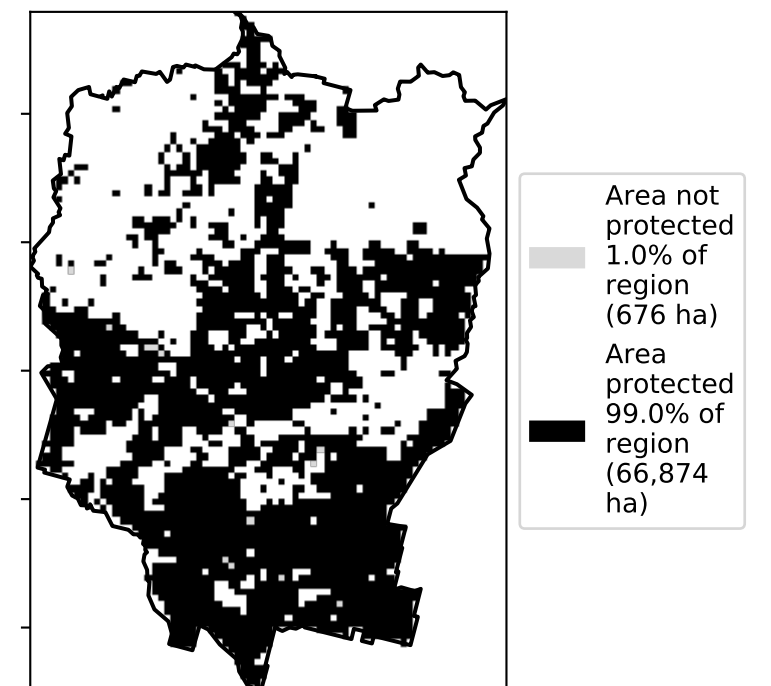 Area not
protected
1.0% of
region
(676 ha)
Area
protected
99.0% of
region
(66,874
ha)